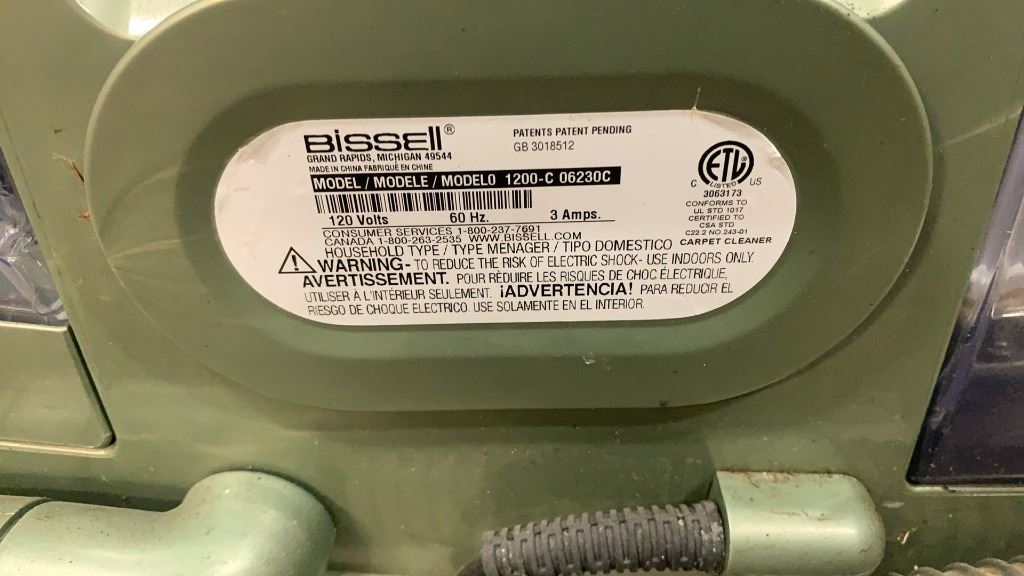 BISSELL®
GRAND RAPIDS, MICHIGAN 49544
MADE IN CHINA FABRIQUÉ EN CHINE
PATENTS PATENT PENDING
GB 3018512
MODEL / MODELE / MODELO 1200-C 06230C
120 Volts 60 Hz. 3 Amps.
CONSUMER SERVICES 1-800-237-7691
CANADA 1-800-263-2535 WWW.BISSELL.COM
HOUSEHOLD TYPE / TYPE MENAGER / TIPO DOMESTICO
ETL
C LISTED US
3063173
CONFORMS TO
UL STD 1017
CERTIFIED TO
CSA STD
C22.2 NO.243-01
CARPET CLEANER
WARNING- TO REDUCE THE RISK OF ELECTRIC SHOCK- USE INDOORS ONLY.
AVERTISSEMENT. POUR RÉDUIRE LES RISQUES DE CHOC ÉLECTRIQUE,
UTILISER A L'INTÉRIEUR SEULEMENT. ¡ADVERTENCIA! PARA REDUCIR EL
RIESGO DE CHOQUE ELECTRICO. USE SOLAMENTE EN EL INTERIOR.